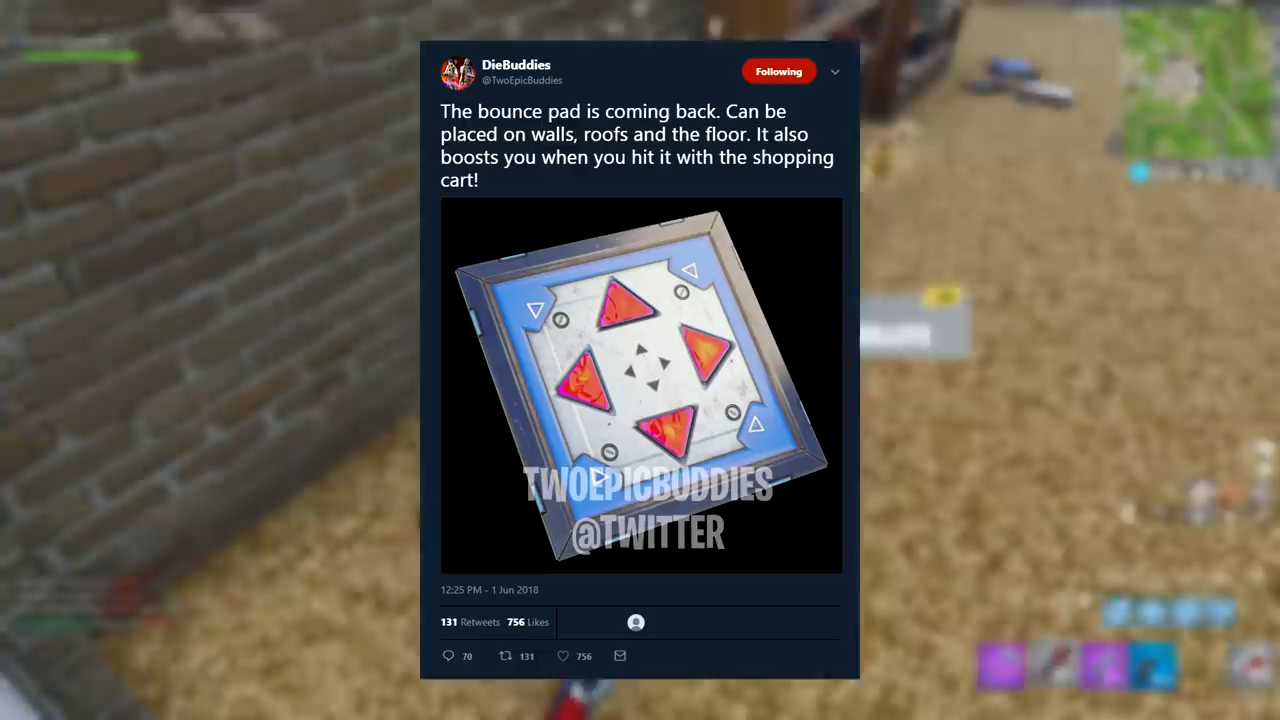 DieBuddies
@TwoEpicBuddies
Following
The bounce pad is coming back. Can be
placed on walls, roofs and the floor. It also
boosts you when you hit it with the shopping
cart!
TWOEPICBUDDIES
@TWITTER
12:25 PM - 1 Jun 2018
131 Retweets 756 Likes
70 131 756